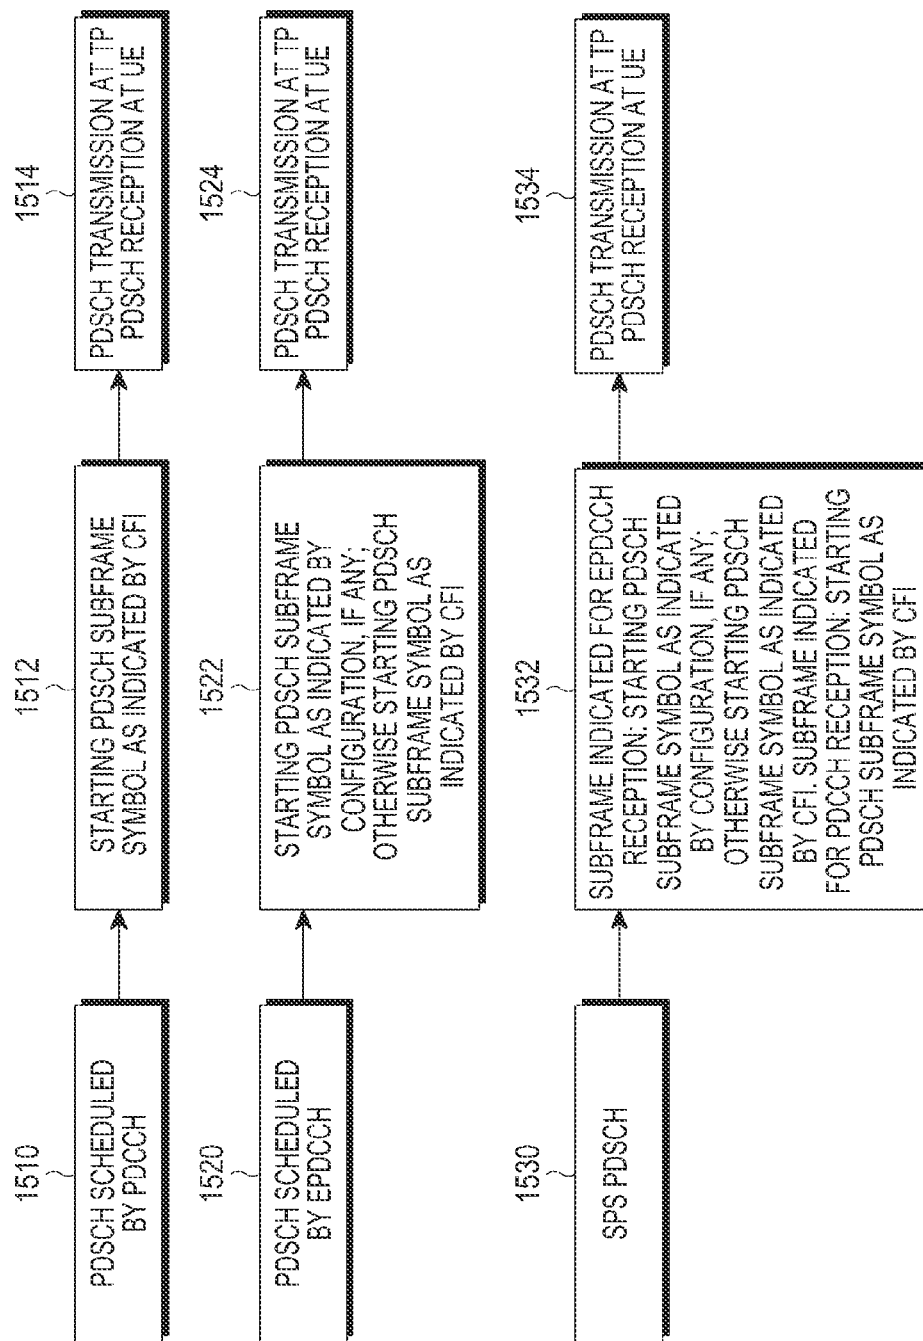 1510
PDSCH SCHEDULED
BY PDCCH
1512
STARTING PDSCH SUBFRAME
SYMBOL AS INDICATED BY CFI
1514
PDSCH TRANSMISSION AT TP
PDSCH RECEPTION AT UE
1520
PDSCH SCHEDULED
BY EPDCCH
1522
STARTING PDSCH SUBFRAME
SYMBOL AS INDICATED BY
CONFIGURATION, IF ANY;
OTHERWISE STARTING PDSCH
SUBFRAME SYMBOL AS
INDICATED BY CFI
1524
PDSCH TRANSMISSION AT TP
PDSCH RECEPTION AT UE
1530
SPS PDSCH
1532
SUBFRAME INDICATED FOR EPDCCH
RECEPTION: STARTING PDSCH
SUBFRAME SYMBOL AS INDICATED
BY CONFIGURATION, IF ANY;
OTHERWISE STARTING PDSCH
SUBFRAME SYMBOL AS INDICATED
BY CFI. SUBFRAME INDICATED
FOR PDCCH RECEPTION: STARTING
PDSCH SUBFRAME SYMBOL AS
INDICATED BY CFI
1534
PDSCH TRANSMISSION AT TP
PDSCH RECEPTION AT UE